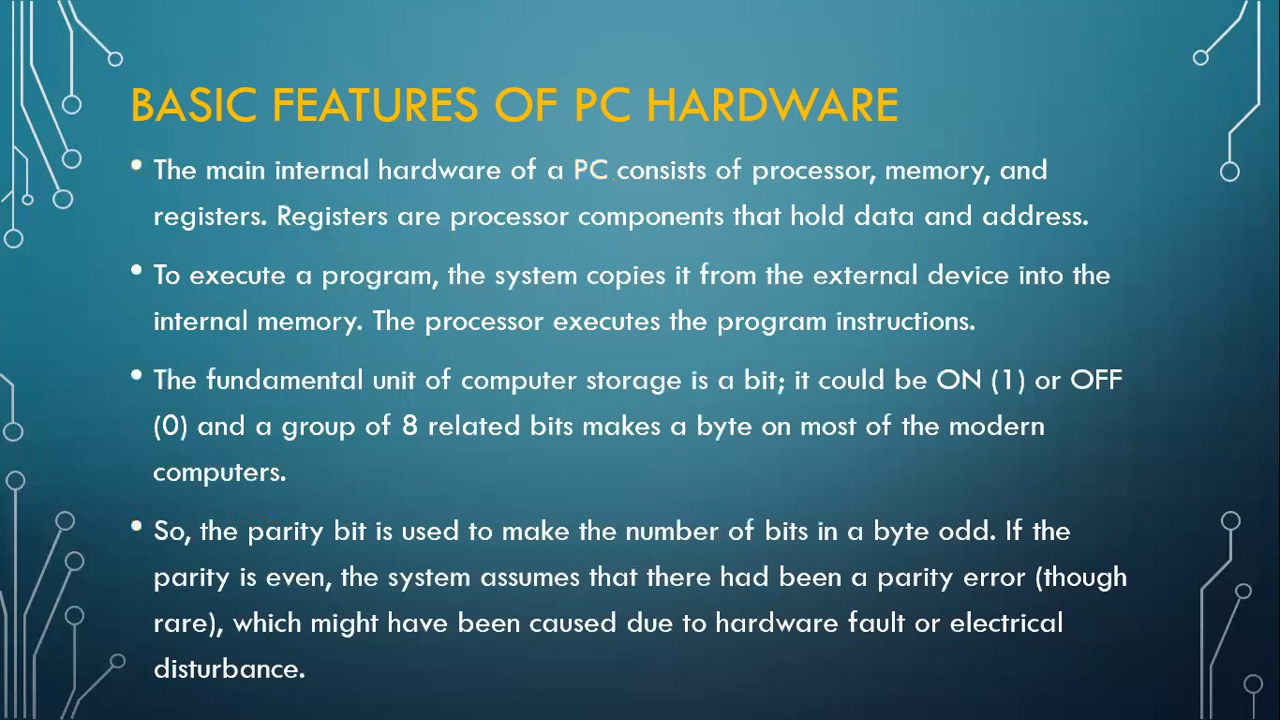 BASIC FEATURES OF PC HARDWARE
• The main internal hardware of a PC consists of processor, memory, and
registers. Registers are processor components that hold data and address.
• To execute a program, the system copies it from the external device into the
internal memory. The processor executes the program instructions.
• The fundamental unit of computer storage is a bit; it could be ON (1) or OFF
(0) and a group of 8 related bits makes a byte on most of the modern
computers.
• So, the parity bit is used to make the number of bits in a byte odd. If the
parity is even, the system assumes that there had been a parity error (though
rare), which might have been caused due to hardware fault or electrical
disturbance.